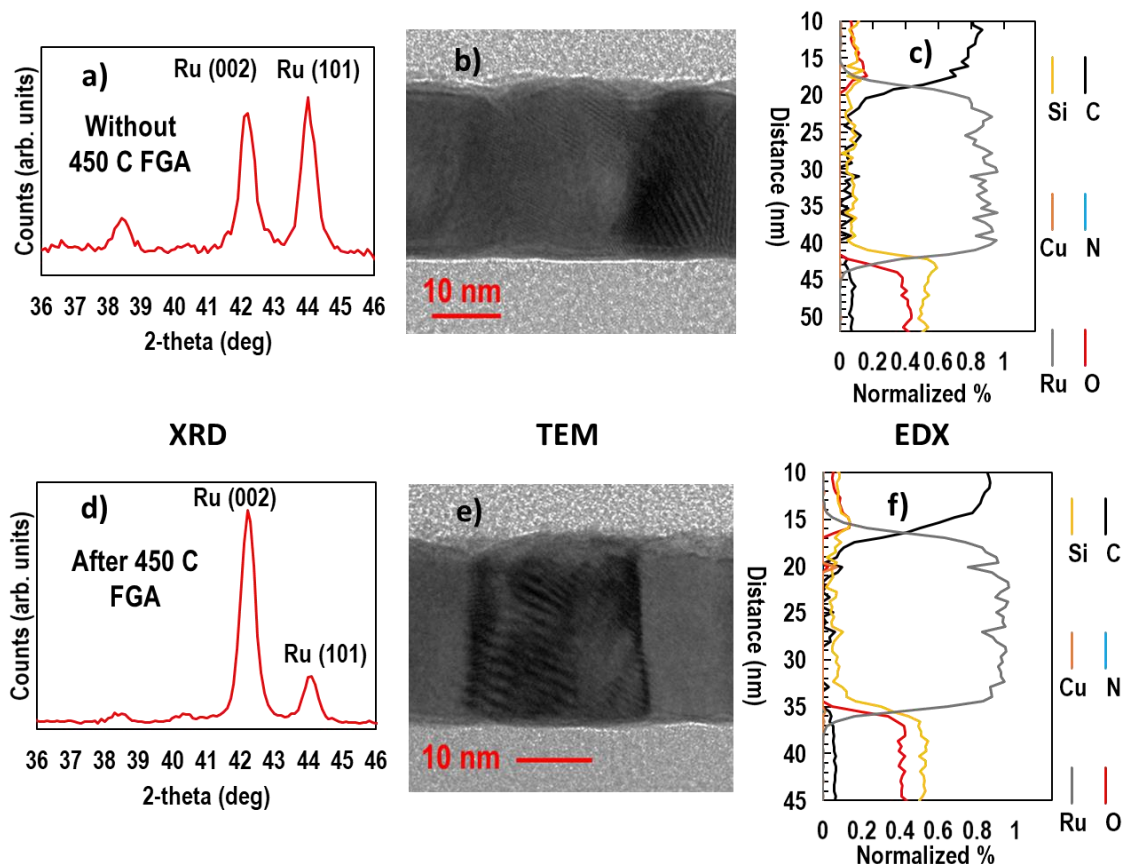 a)
Ru (002)
Ru (101)
Without
450 C FGA
Counts (arb. units)
36 37 38 39 40 41 42 43 44 45 46
2-theta (deg)
b)
10 nm
c)
10
15
20
25
30
35
40
45
50
Distance (nm)
0 0.2 0.4 0.6 0.8 1
Normalized %
Si C
Cu N
Ru O
XRD
TEM
EDX
d)
Ru (002)
After 450 C
FGA
Ru (101)
Counts (arb. units)
36 37 38 39 40 41 42 43 44 45 46
2-theta (deg)
e)
10 nm
f)
10
15
20
25
30
35
40
45
Distance (nm)
0 0.2 0.4 0.6 0.8 1
Normalized %
Si C
Cu N
Ru O